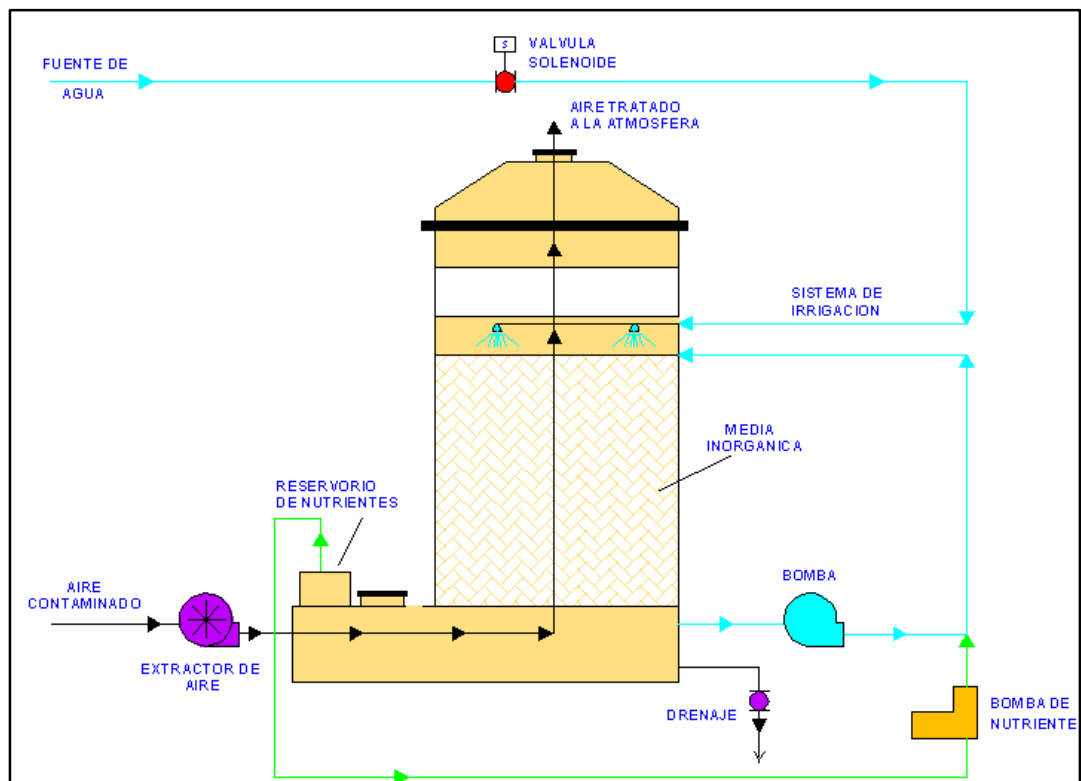 FUENTE DE
AGUA
S
VALVULA
SOLENOIDE
AIRE TRATADO
A LA ATMOSFERA
SISTEMA DE
IRRIGACION
MEDIA
INORGANICA
RESERVORIO
DE NUTRIENTES
AIRE
CONTAMINADO
EXTRACTOR DE
AIRE
BOMBA
DRENAJE
BOMBA DE
NUTRIENTE